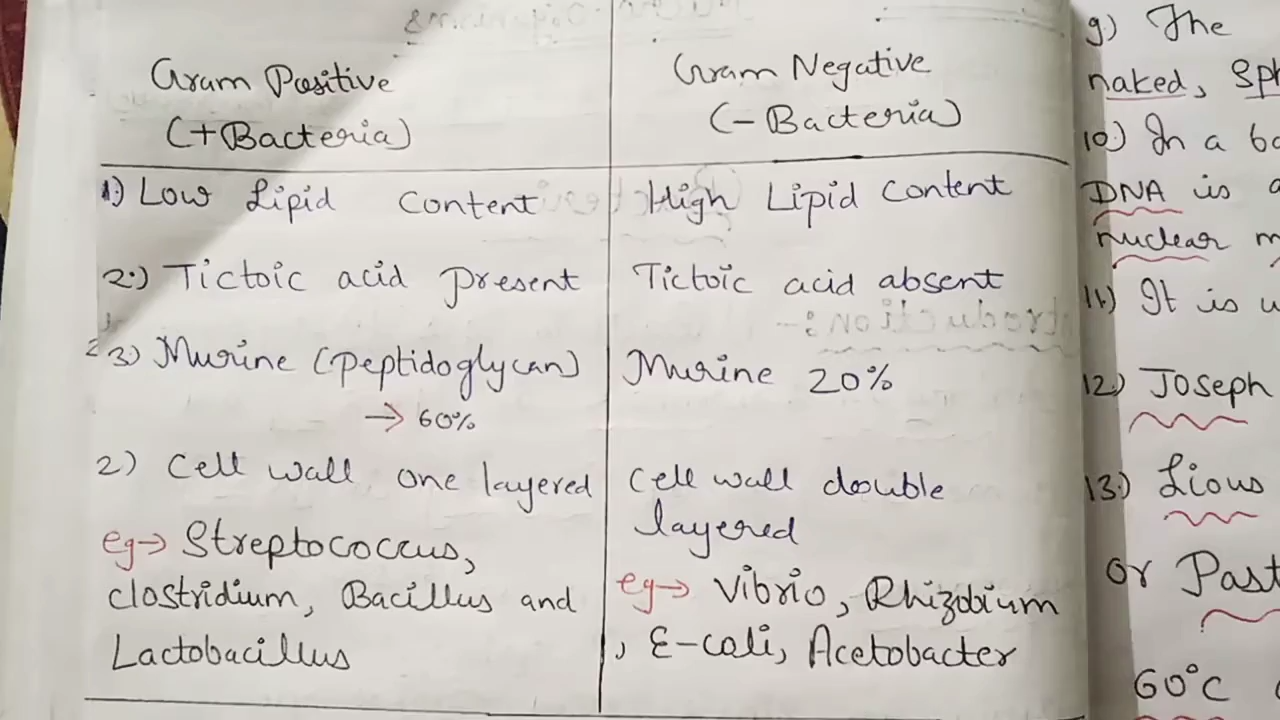 Gram Positive
(+Bacteria)
1) Low Lipid content
2.) Tictoic acid present
3) Murine (Peptidoglycan)
→ 60%
2) Cell wall one layered
eg→ Streptococcus,
clostridium, Bacillus and
Lactobacillus
Gram Negative
(– Bacteria)
High Lipid content
Tictoic acid absent
Murine 20%
Cell wall double
layered
eg→ Vibrio, Rhizobium
, E-coli, Acetobacter
9) The
naked,
10.) In a
DNA is
nuclear
11.) It is
12.) Joseph
13.) Lious
or
60°C